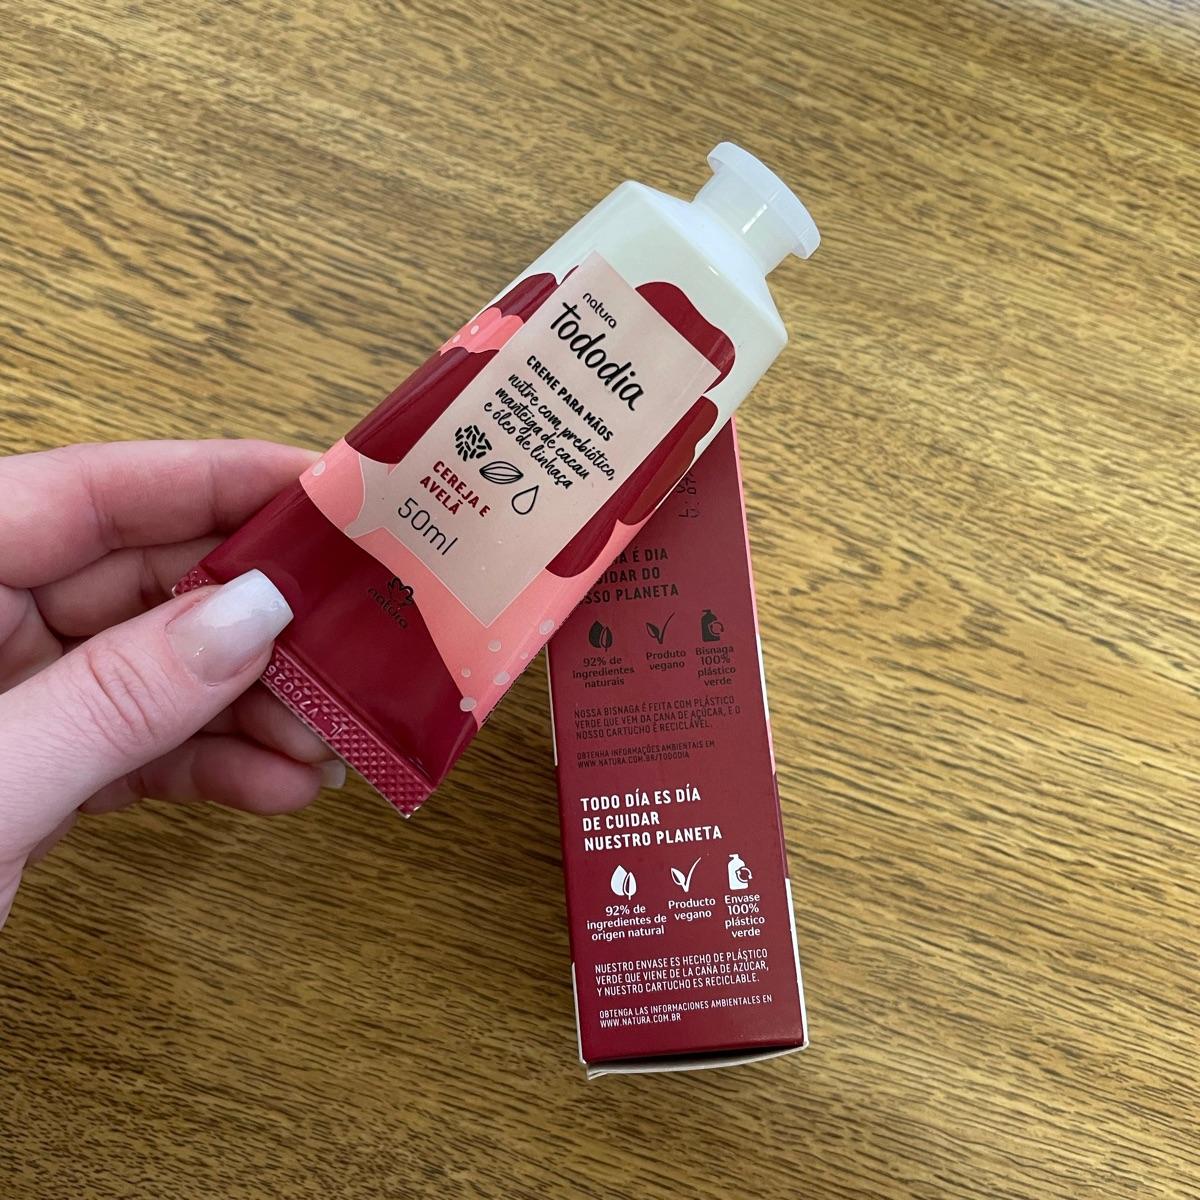 natura
tododia
CREME PARA MÃOS
nutre com prebiótico,
manteiga de cacau
e óleo de linhaça
CEREJA E
AVELÃ
50ml
natura
É DIA
DO
PLANETA
92% de
ingredientes
naturais
Produto
vegano
Bisnaga
100%
plástico
verde
NOSSA BISNAGA É FEITA COM PLÁSTICO
VERDE QUE VEM DA CANA DE AÇÚCAR, E O
NOSSO CARTUCHO É RECICLÁVEL.
OBTENHA INFORMAÇÕES AMBIENTAIS EM
WWW.NATURA.COM.BR/TODODIA
TODO DÍA ES DÍA
DE CUIDAR
NUESTRO PLANETA
92% de
ingredientes de
origen natural
Producto
vegano
Envase
100%
plástico
verde
NUESTRO ENVASE ES HECHO DE PLÁSTICO
VERDE QUE VIENE DE LA CAÑA DE AZÚCAR,
Y NUESTRO CARTUCHO ES RECICLABLE.
OBTENGA LAS INFORMACIONES AMBIENTALES EN
WWW.NATURA.COM.BR